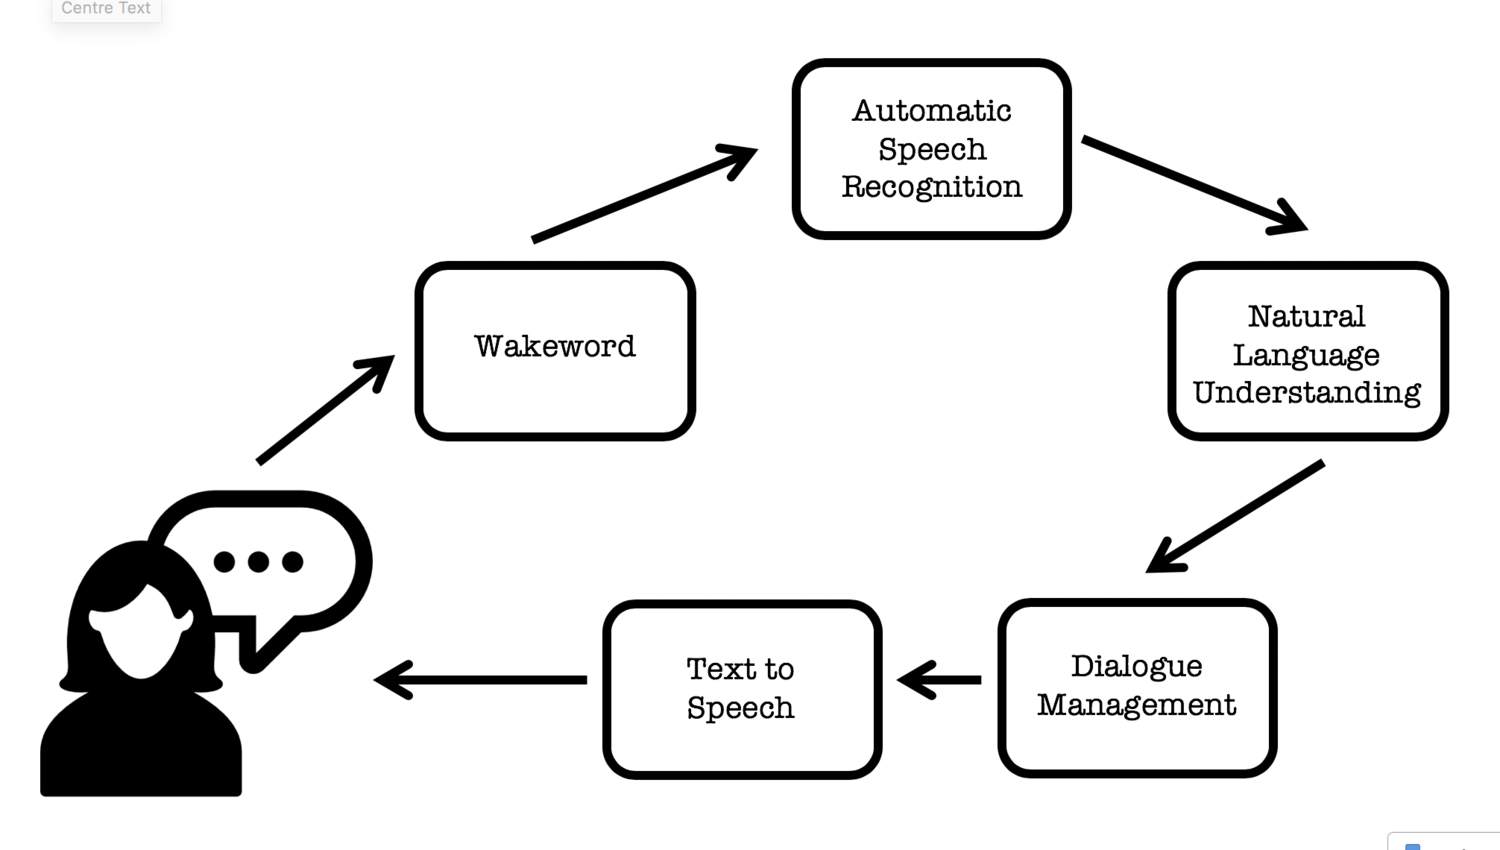 Centre Text
Automatic
Speech
Recognition
Wakeword
Natural
Language
Understanding
Dialogue
Management
Text to
Speech